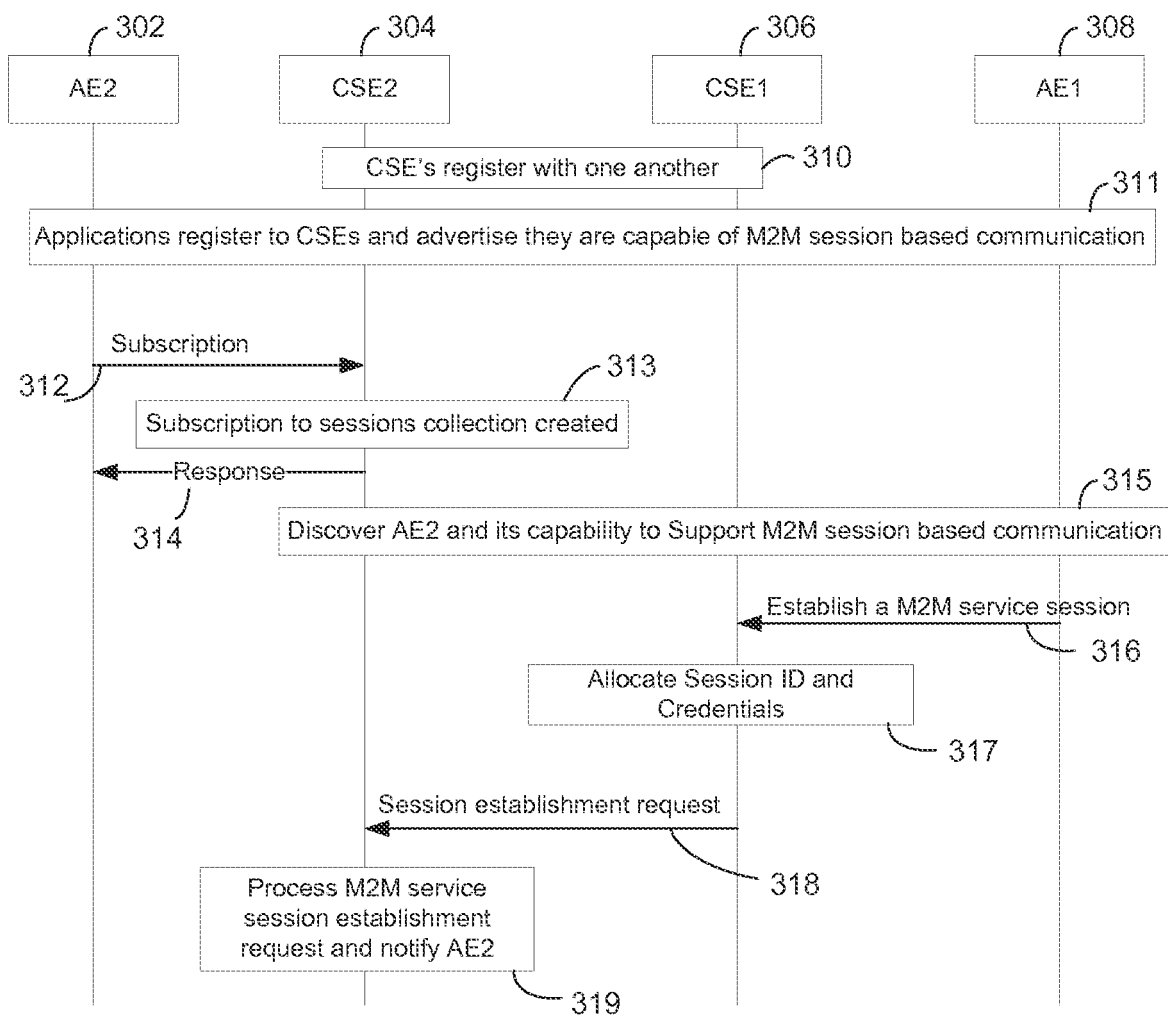 302
304
306
308
AE2
CSE2
CSE1
AE1
CSE's register with one another
310
311
Applications register to CSEs and advertise they are capable of M2M session based communication
Subscription
312
313
Subscription to sessions collection created
Response
314
315
Discover AE2 and its capability to Support M2M session based communication
Establish a M2M service session
316
Allocate Session ID and
Credentials
317
Session establishment request
318
Process M2M service
session establishment
request and notify AE2
319